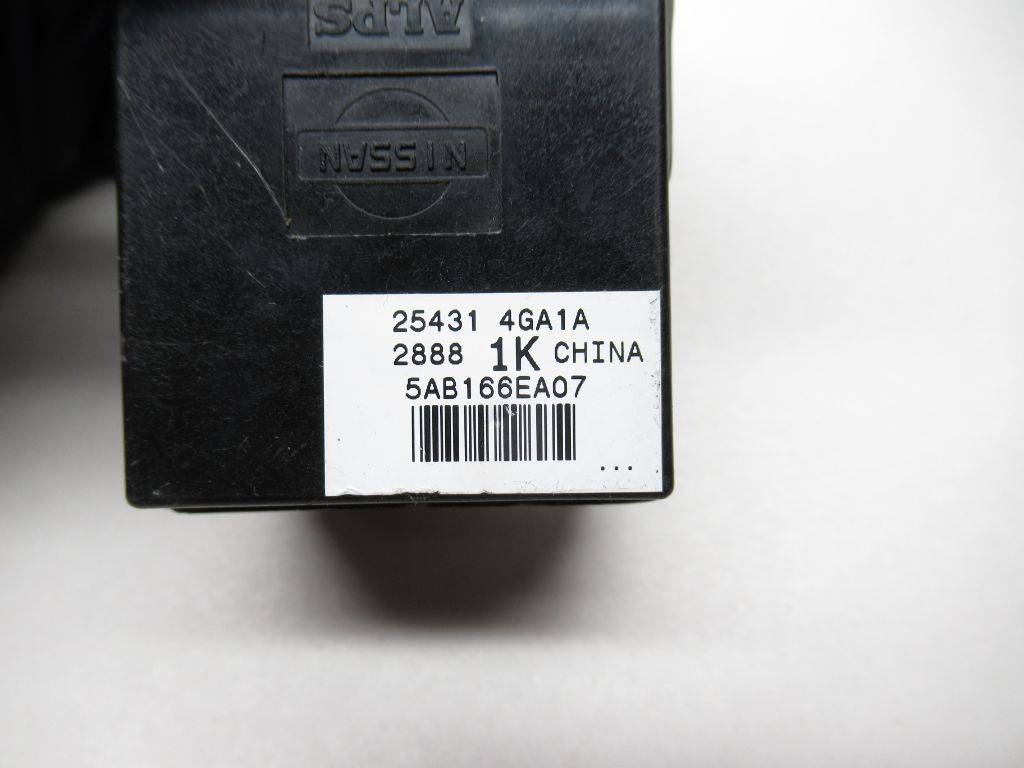 ALPS
NISSAN
25431 4GA1A
2888 1K CHINA
5AB166EA07
...